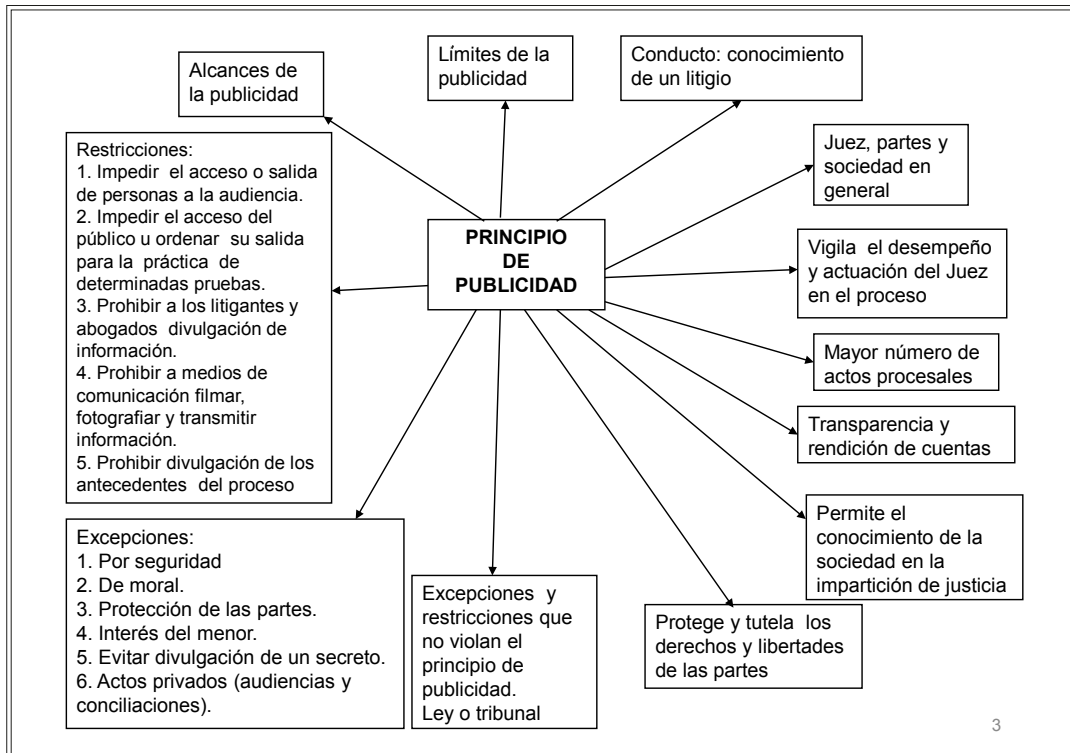 Alcances de
la publicidad
Límites de la
publicidad
Conducto: conocimiento
de un litigio
Restricciones:
1. Impedir el acceso o salida
de personas a la audiencia.
2. Impedir el acceso del
público u ordenar su salida
para la práctica de
determinadas pruebas.
3. Prohibir a los litigantes y
abogados divulgación de
información.
4. Prohibir a medios de
comunicación filmar,
fotografiar y transmitir
información.
5. Prohibir divulgación de los
antecedentes del proceso
PRINCIPIO
DE
PUBLICIDAD
Juez, partes y
sociedad en
general
Vigila el desempeño
y actuación del Juez
en el proceso
Mayor número de
actos procesales
Transparencia y
rendición de cuentas
Permite el
conocimiento de la
sociedad en la
impartición de justicia
Excepciones:
1. Por seguridad
2. De moral.
3. Protección de las partes.
4. Interés del menor.
5. Evitar divulgación de un secreto.
6. Actos privados (audiencias y
conciliaciones).
Excepciones y
restricciones que
no violan el
principio de
publicidad.
Ley o tribunal
Protege y tutela los
derechos y libertades
de las partes
3